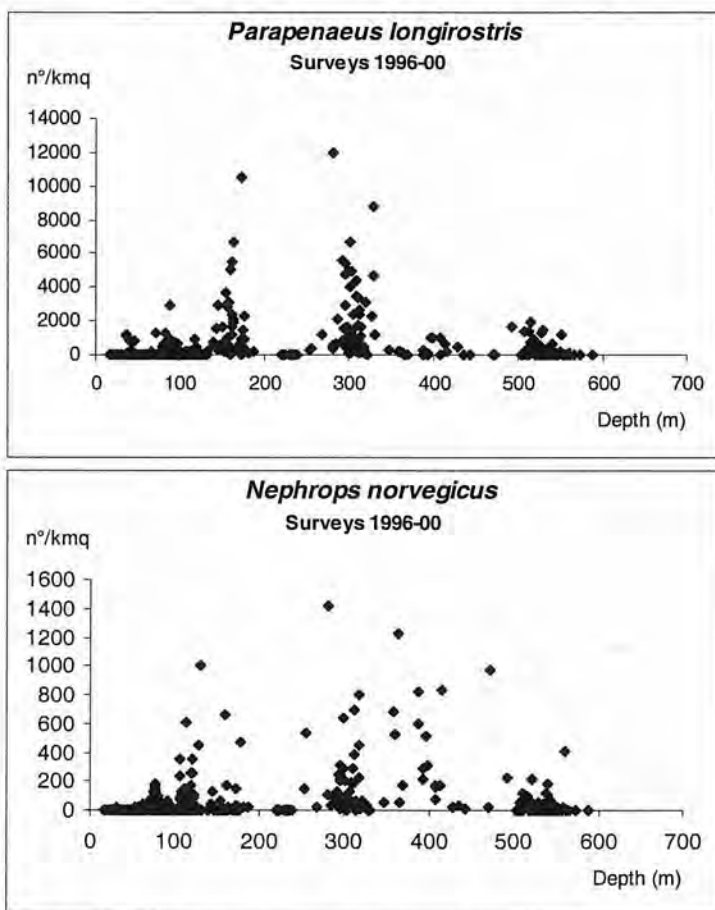 Parapenaeus longirostris
Surveys 1996-00
n°/kmq
14000
12000
10000
8000
6000
4000
2000
0
0 100 200 300 400 500 600 700
Depth (m)
Nephrops norvegicus
Surveys 1996-00
n°/kmq
1600
1400
1200
1000
800
600
400
200
0
0 100 200 300 400 500 600 700
Depth (m)